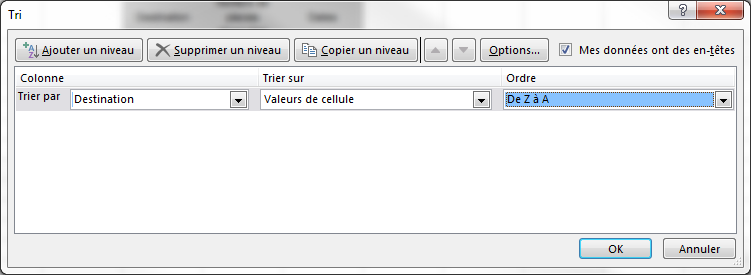 Tri
Ajouter un niveau Supprimer un niveau Copier un niveau Options... Mes données ont des en-têtes
Colonne Trier sur Ordre
Trier par Destination Valeurs de cellule De Z à A
OK Annuler